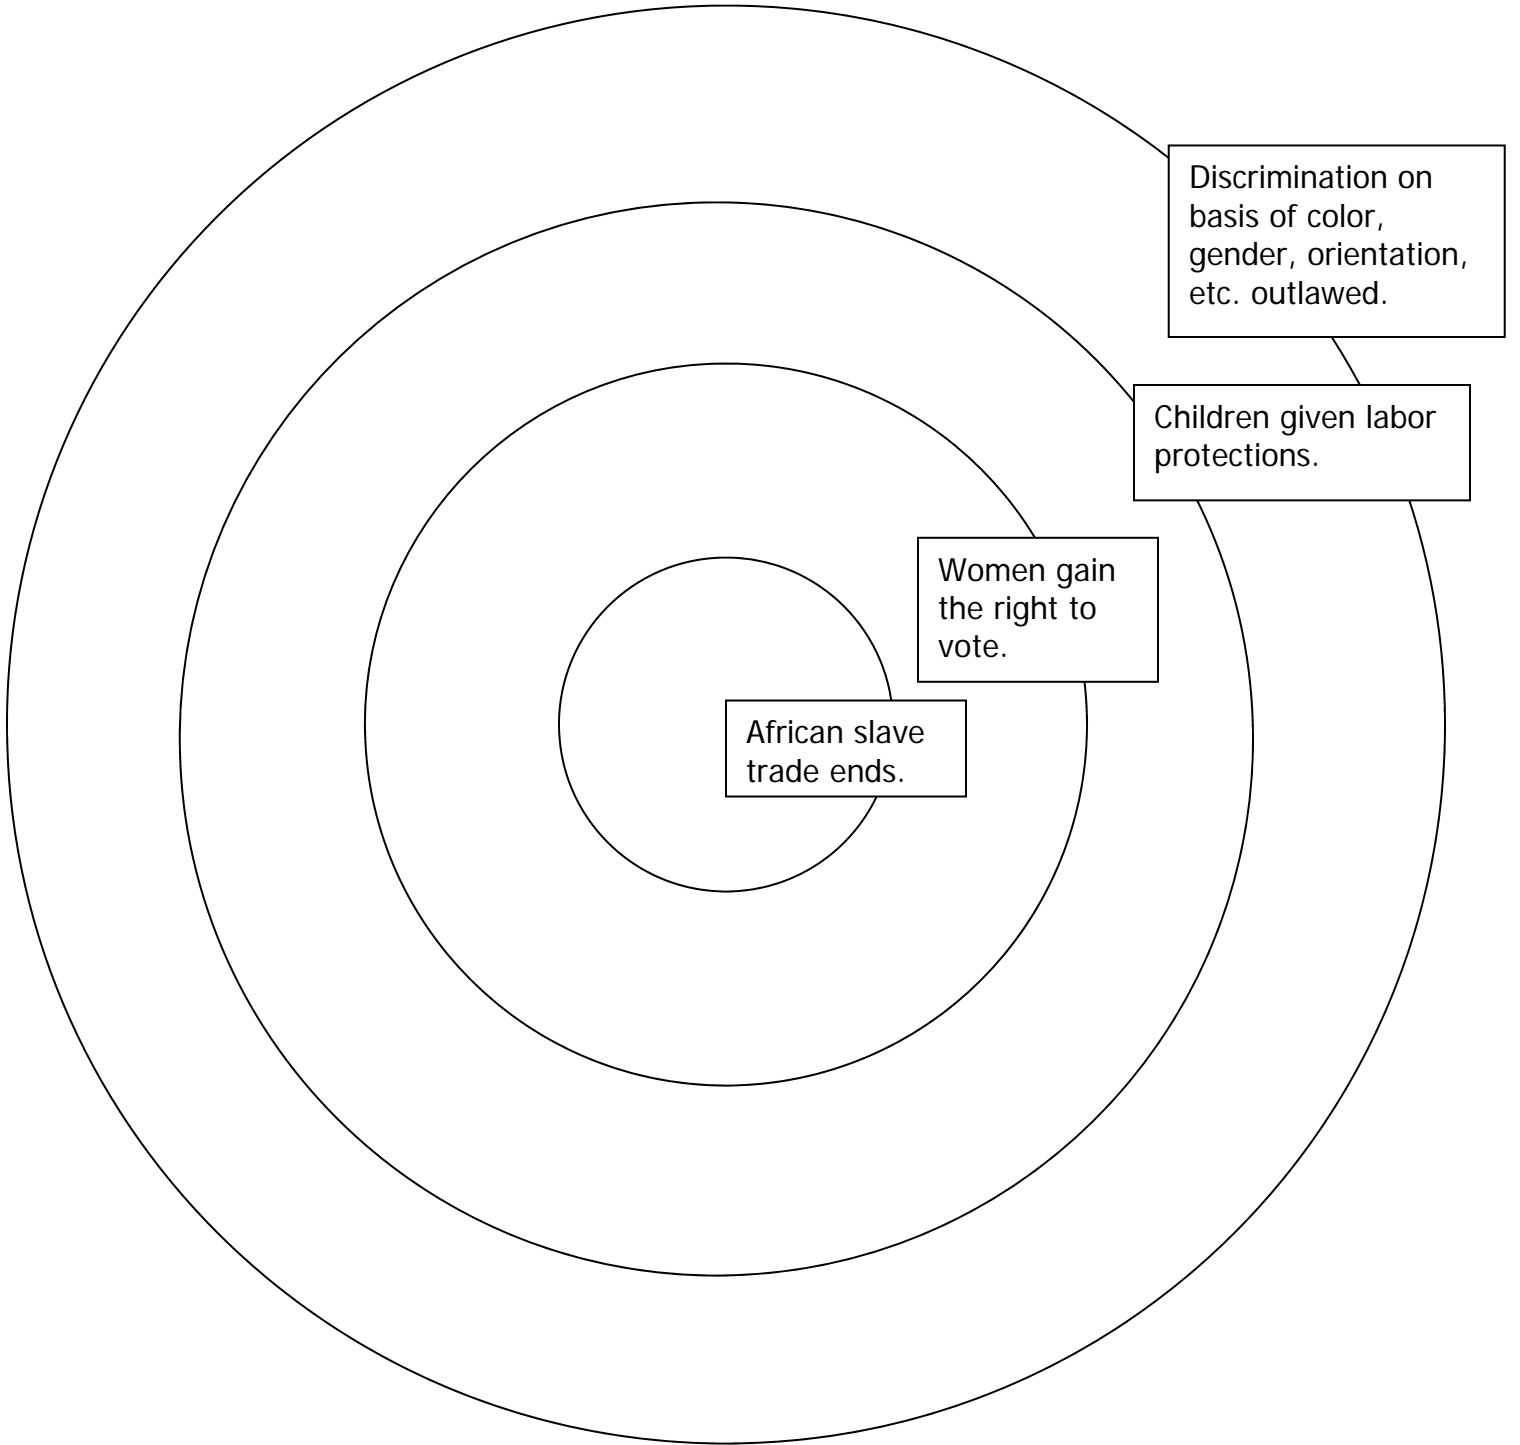 Discrimination on
basis of color,
gender, orientation,
etc. outlawed.
Children given labor
protections.
Women gain
the right to
vote.
African slave
trade ends.